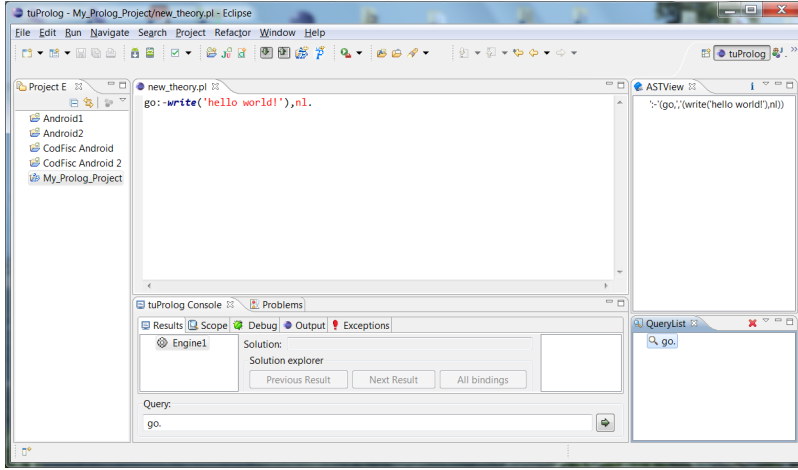 tuProlog - My_Prolog_Project/new_theory.pl - Eclipse
File Edit Run Navigate Search Project Refactor Window Help
tuProlog
Project E
Android1
Android2
CodFisc Android
CodFisc Android 2
My_Prolog_Project
new_theory.pl
go:-write('hello world!'),nl.
ASTView
':-'(go,','(write('hello world!'),nl))
tuProlog Console Problems
Results Scope Debug Output Exceptions
Engine1
Solution:
Solution explorer
Previous Result Next Result All bindings
Query:
go.
QueryList
go.